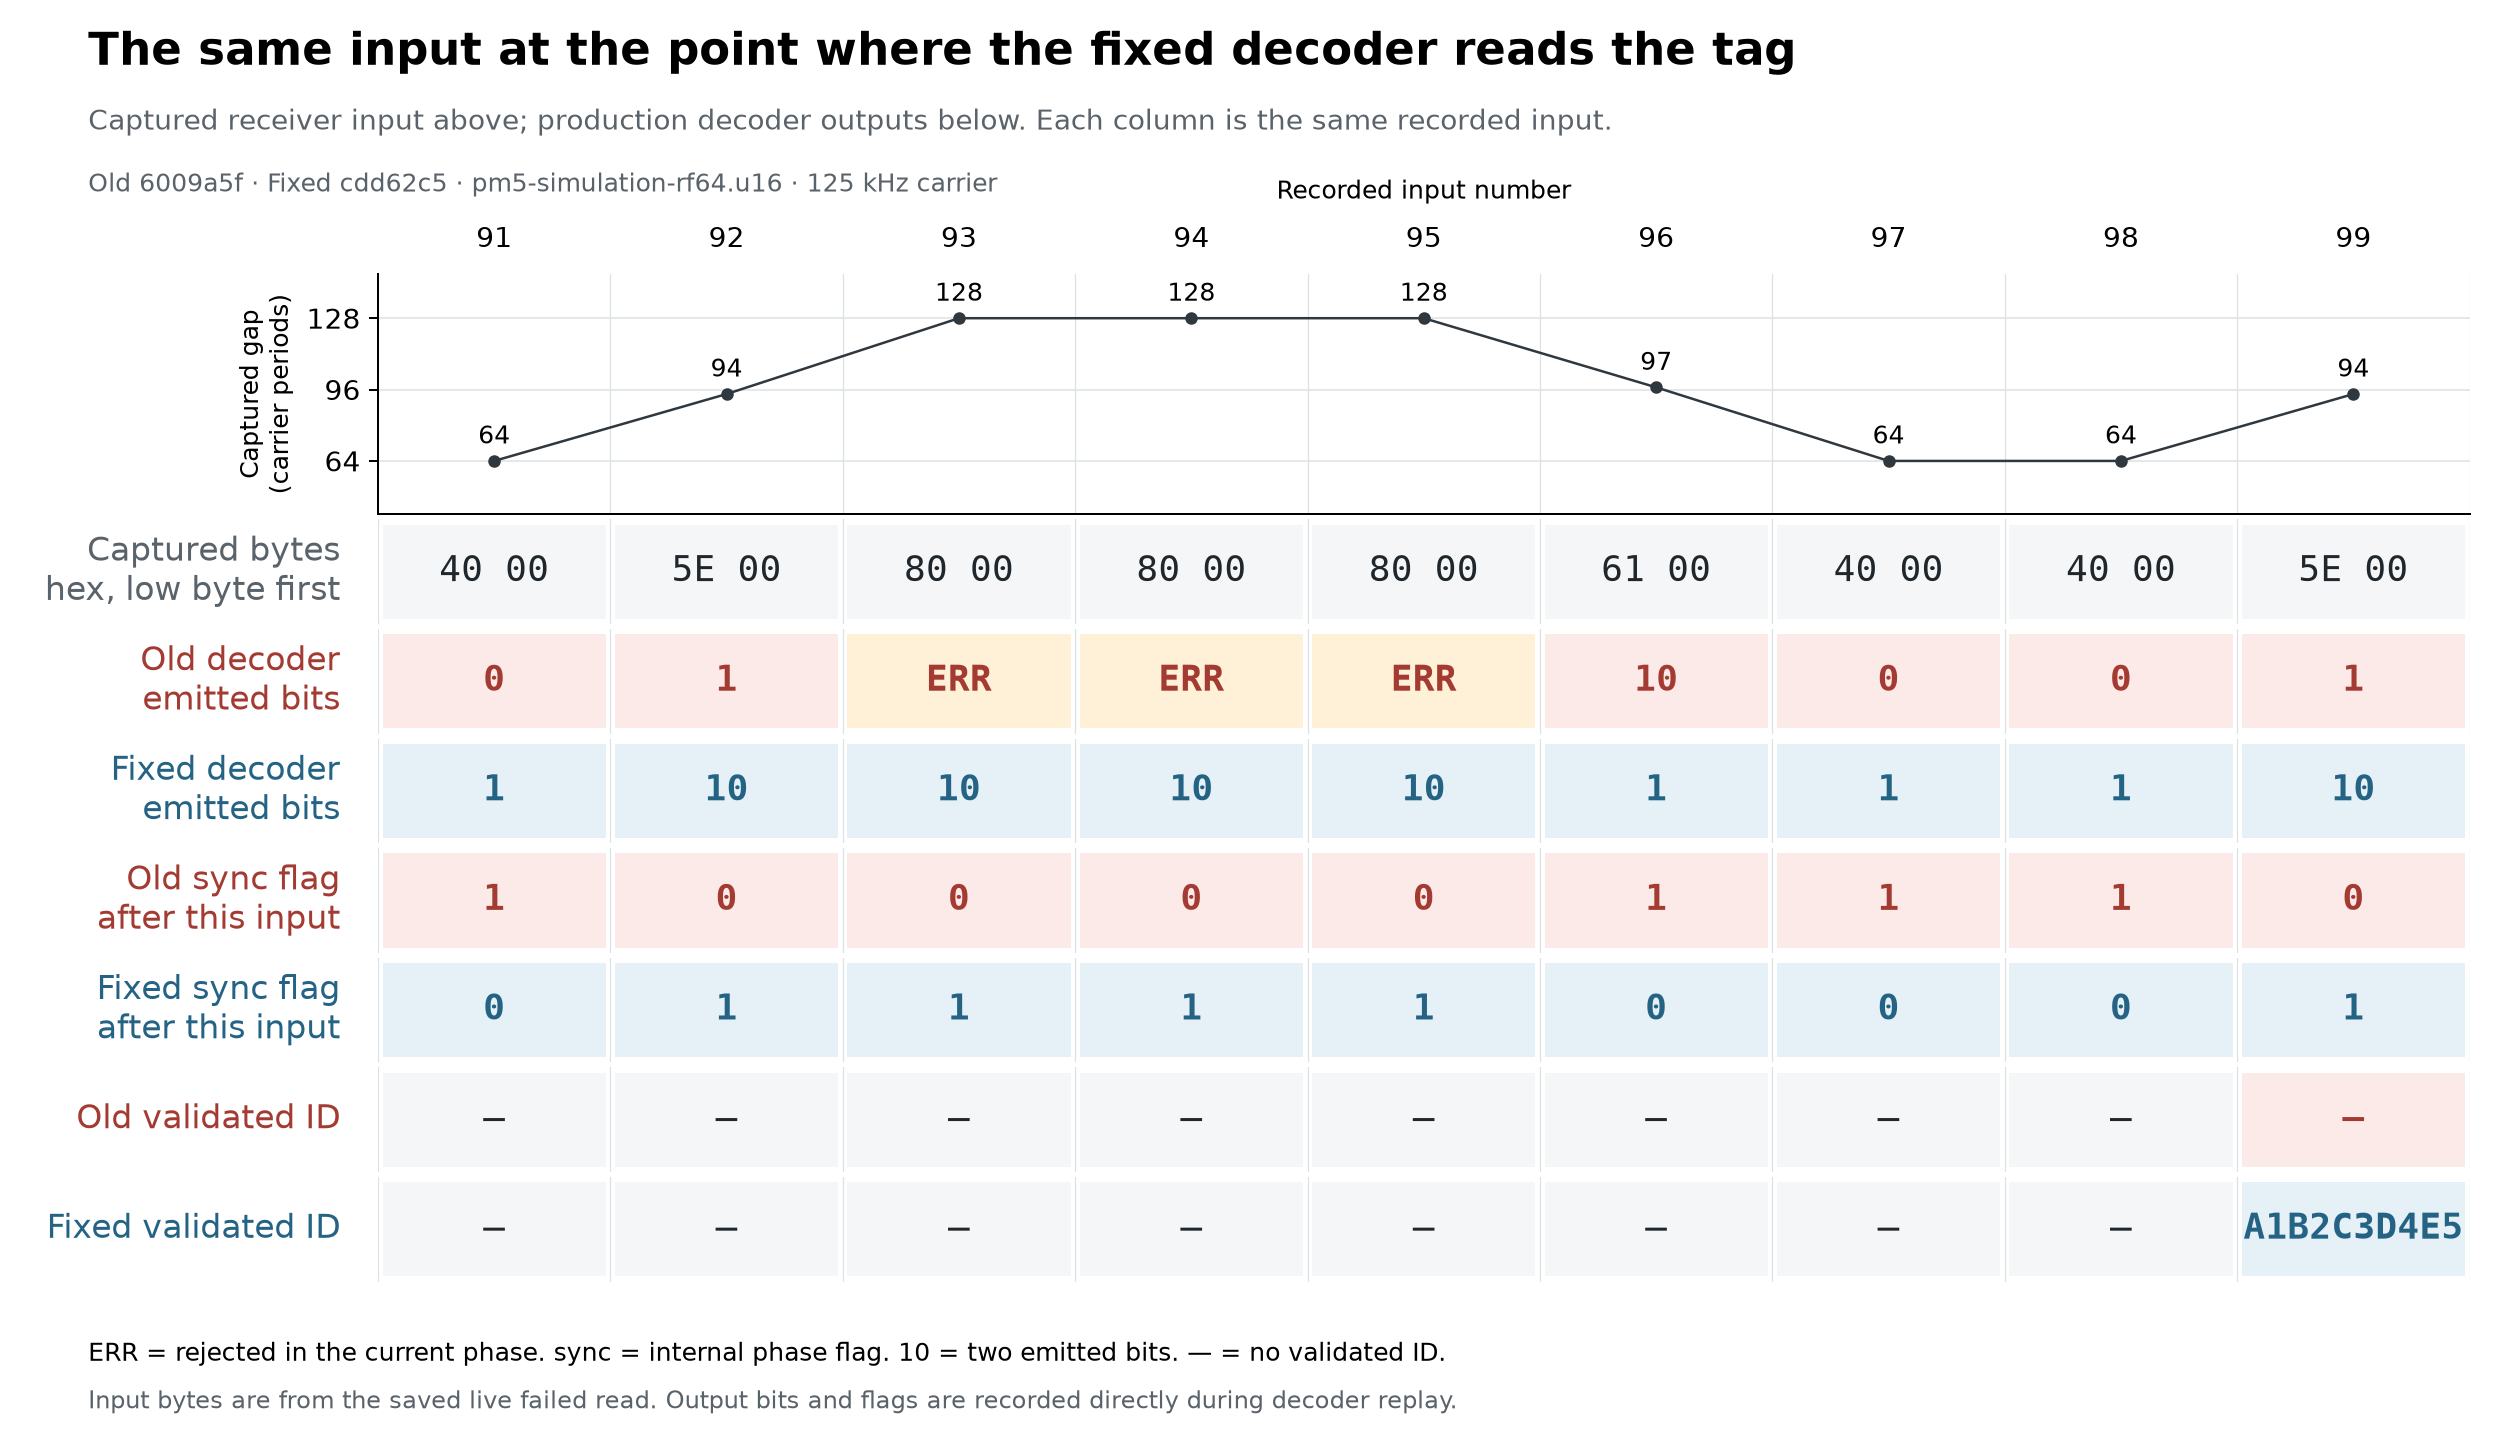 The same input at the point where the fixed decoder reads the tag
Captured receiver input above; production decoder outputs below. Each column is the same recorded input.
Old 6009a5f · Fixed cdd62c5 · pm5-simulation-rf64.u16 · 125 kHz carrier
Recorded input number
91 92 93 94 95 96 97 98 99
Captured gap
(carrier periods)
128
96
64
64 94 128 128 128 97 64 64 94
Captured bytes
hex, low byte first
40 00 5E 00 80 00 80 00 80 00 61 00 40 00 40 00 5E 00
Old decoder
emitted bits
0 1 ERR ERR ERR 10 0 0 1
Fixed decoder
emitted bits
1 10 10 10 10 1 1 1 10
Old sync flag
after this input
1 0 0 0 0 1 1 1 0
Fixed sync flag
after this input
0 1 1 1 1 0 0 0 1
Old validated ID
— — — — — — — — —
Fixed validated ID
— — — — — — — — A1B2C3D4E5
ERR = rejected in the current phase. sync = internal phase flag. 10 = two emitted bits. — = no validated ID.
Input bytes are from the saved live failed read. Output bits and flags are recorded directly during decoder replay.